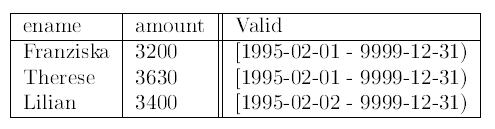 ename amount Valid
Franziska 3200 [1995-02-01 - 9999-12-31)
Therese 3630 [1995-02-01 - 9999-12-31)
Lilian 3400 [1995-02-02 - 9999-12-31)